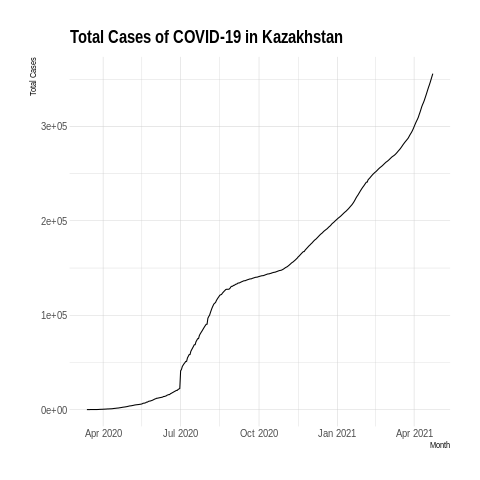 Total Cases of COVID-19 in Kazakhstan
Total Cases
3e+05
2e+05
1e+05
0e+00
Apr 2020 Jul 2020 Oct 2020 Jan 2021 Apr 2021
Month